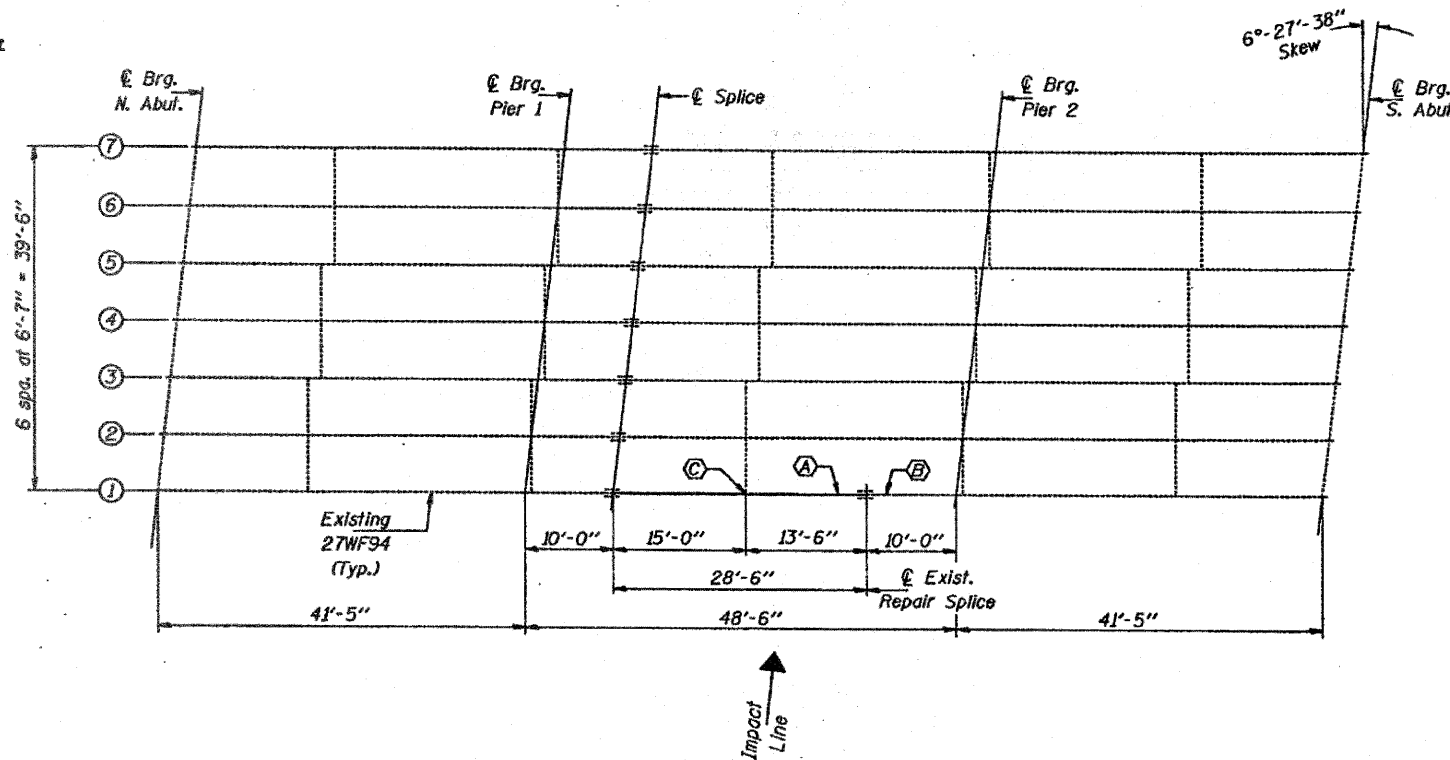 6°-27'-38"
Skew
℄ Brg.
N. Abut.
℄ Brg.
Pier 1
℄ Splice
℄ Brg.
Pier 2
℄ Brg.
S. Abut
7
6
5
4
3
2
1
6 spa. at 6'-7" = 39'-6"
C
A
B
Existing
27WF94
(Typ.)
10'-0"
15'-0"
13'-6"
10'-0"
28'-6"
℄ Exist.
Repair Splice
41'-5"
48'-6"
41'-5"
Impact
Line